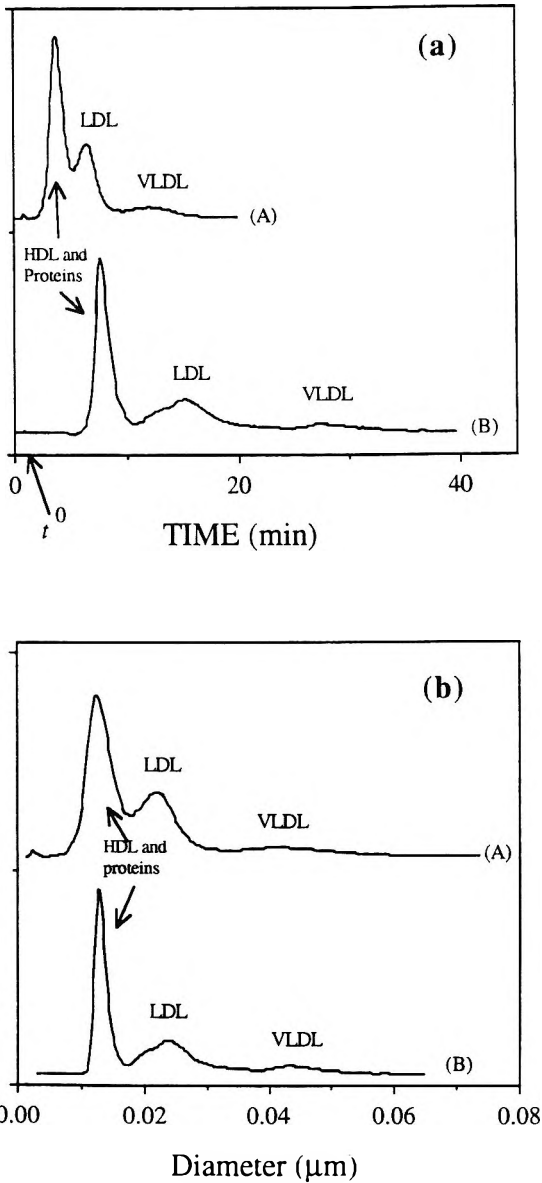 (a)
LDL
VLDL
(A)
HDL and
Proteins
LDL
VLDL
(B)
0
20
40
t⁰
TIME (min)
(b)
LDL
VLDL
(A)
HDL and
proteins
LDL
VLDL
(B)
0.00
0.02
0.04
0.06
0.08
Diameter (μm)